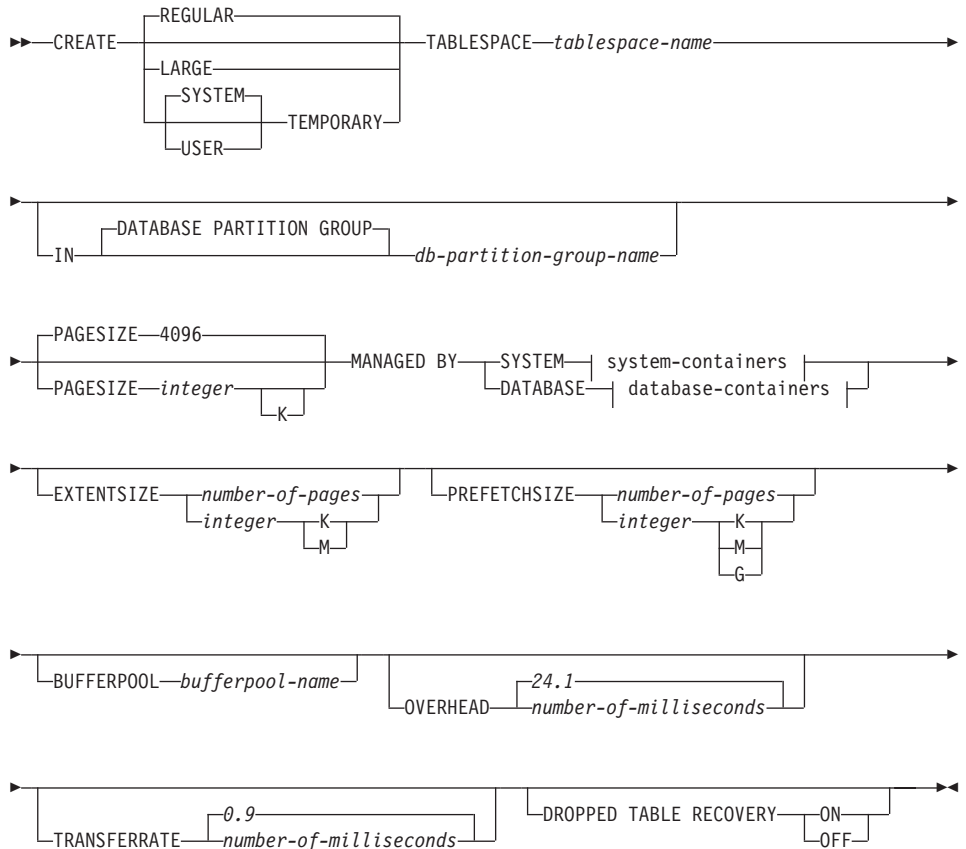 REGULAR
CREATE TABLESPACE tablespace-name
LARGE
SYSTEM
TEMPORARY
USER
DATABASE PARTITION GROUP
IN db-partition-group-name
PAGESIZE 4096
MANAGED BY SYSTEM system-containers
PAGESIZE integer DATABASE database-containers
K
EXTENTSIZE number-of-pages PREFETCHSIZE number-of-pages
integer K integer K
M M
G
BUFFERPOOL bufferpool-name 24.1
OVERHEAD number-of-milliseconds
0.9 DROPPED TABLE RECOVERY ON
TRANSFERRATE number-of-milliseconds OFF